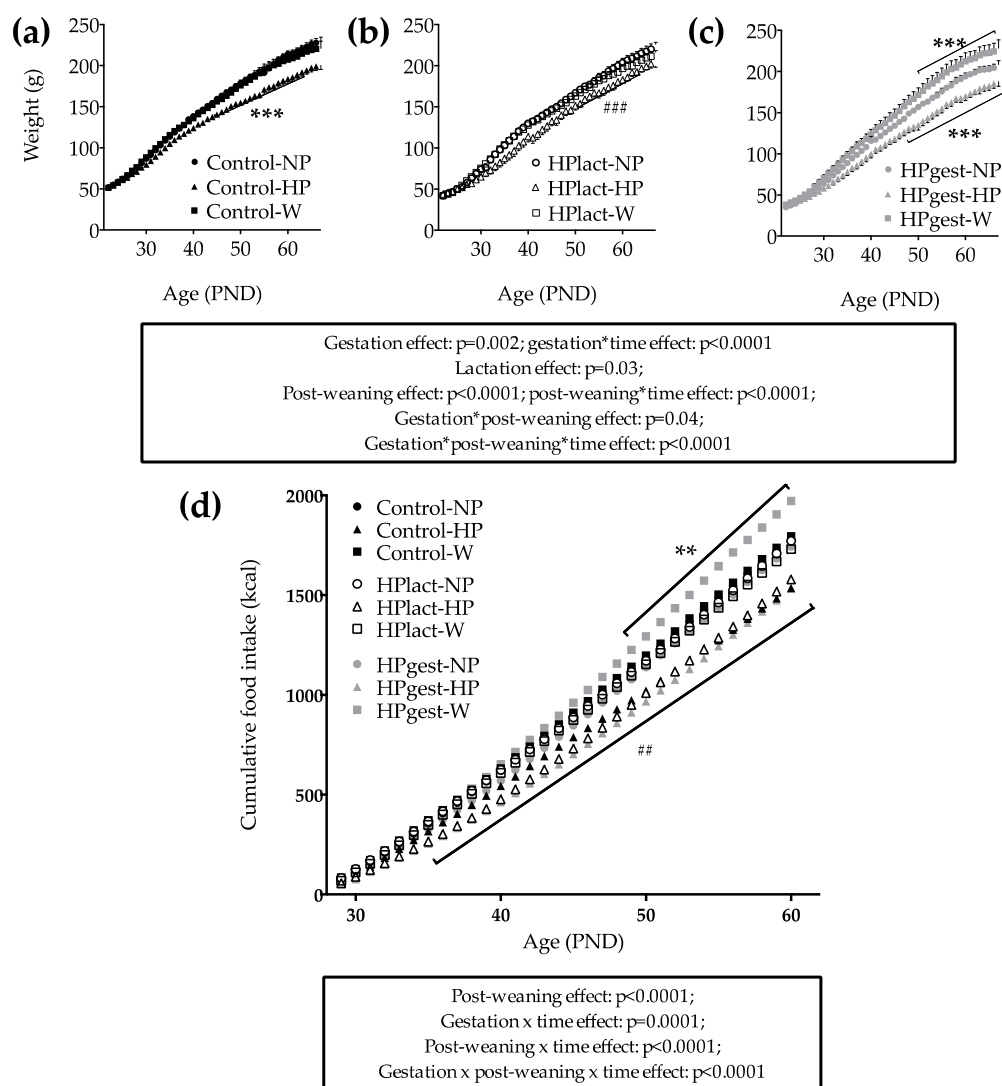 (a)
250
200
150
100
50
0
Weight (g)
***
Control-NP
Control-HP
Control-W
30
40
50
60
Age (PND)
(b)
250
200
150
100
50
0
###
HPlact-NP
HPlact-HP
HPlact-W
30
40
50
60
Age (PND)
(c)
250
200
150
100
50
0
***
***
HPgest-NP
HPgest-HP
HPgest-W
30
40
50
60
Age (PND)
Gestation effect: p=0.002; gestation*time effect: p<0.0001
Lactation effect: p=0.03;
Post-weaning effect: p<0.0001; post-weaning*time effect: p<0.0001;
Gestation*post-weaning effect: p=0.04;
Gestation*post-weaning*time effect: p<0.0001
(d)
2000
1500
1000
500
0
Cumulative food intake (kcal)
Control-NP
Control-HP
Control-W
HPlact-NP
HPlact-HP
HPlact-W
HPgest-NP
HPgest-HP
HPgest-W
**
##
30
40
50
60
Age (PND)
Post-weaning effect: p<0.0001;
Gestation x time effect: p=0.0001;
Post-weaning x time effect: p<0.0001;
Gestation x post-weaning x time effect: p<0.0001